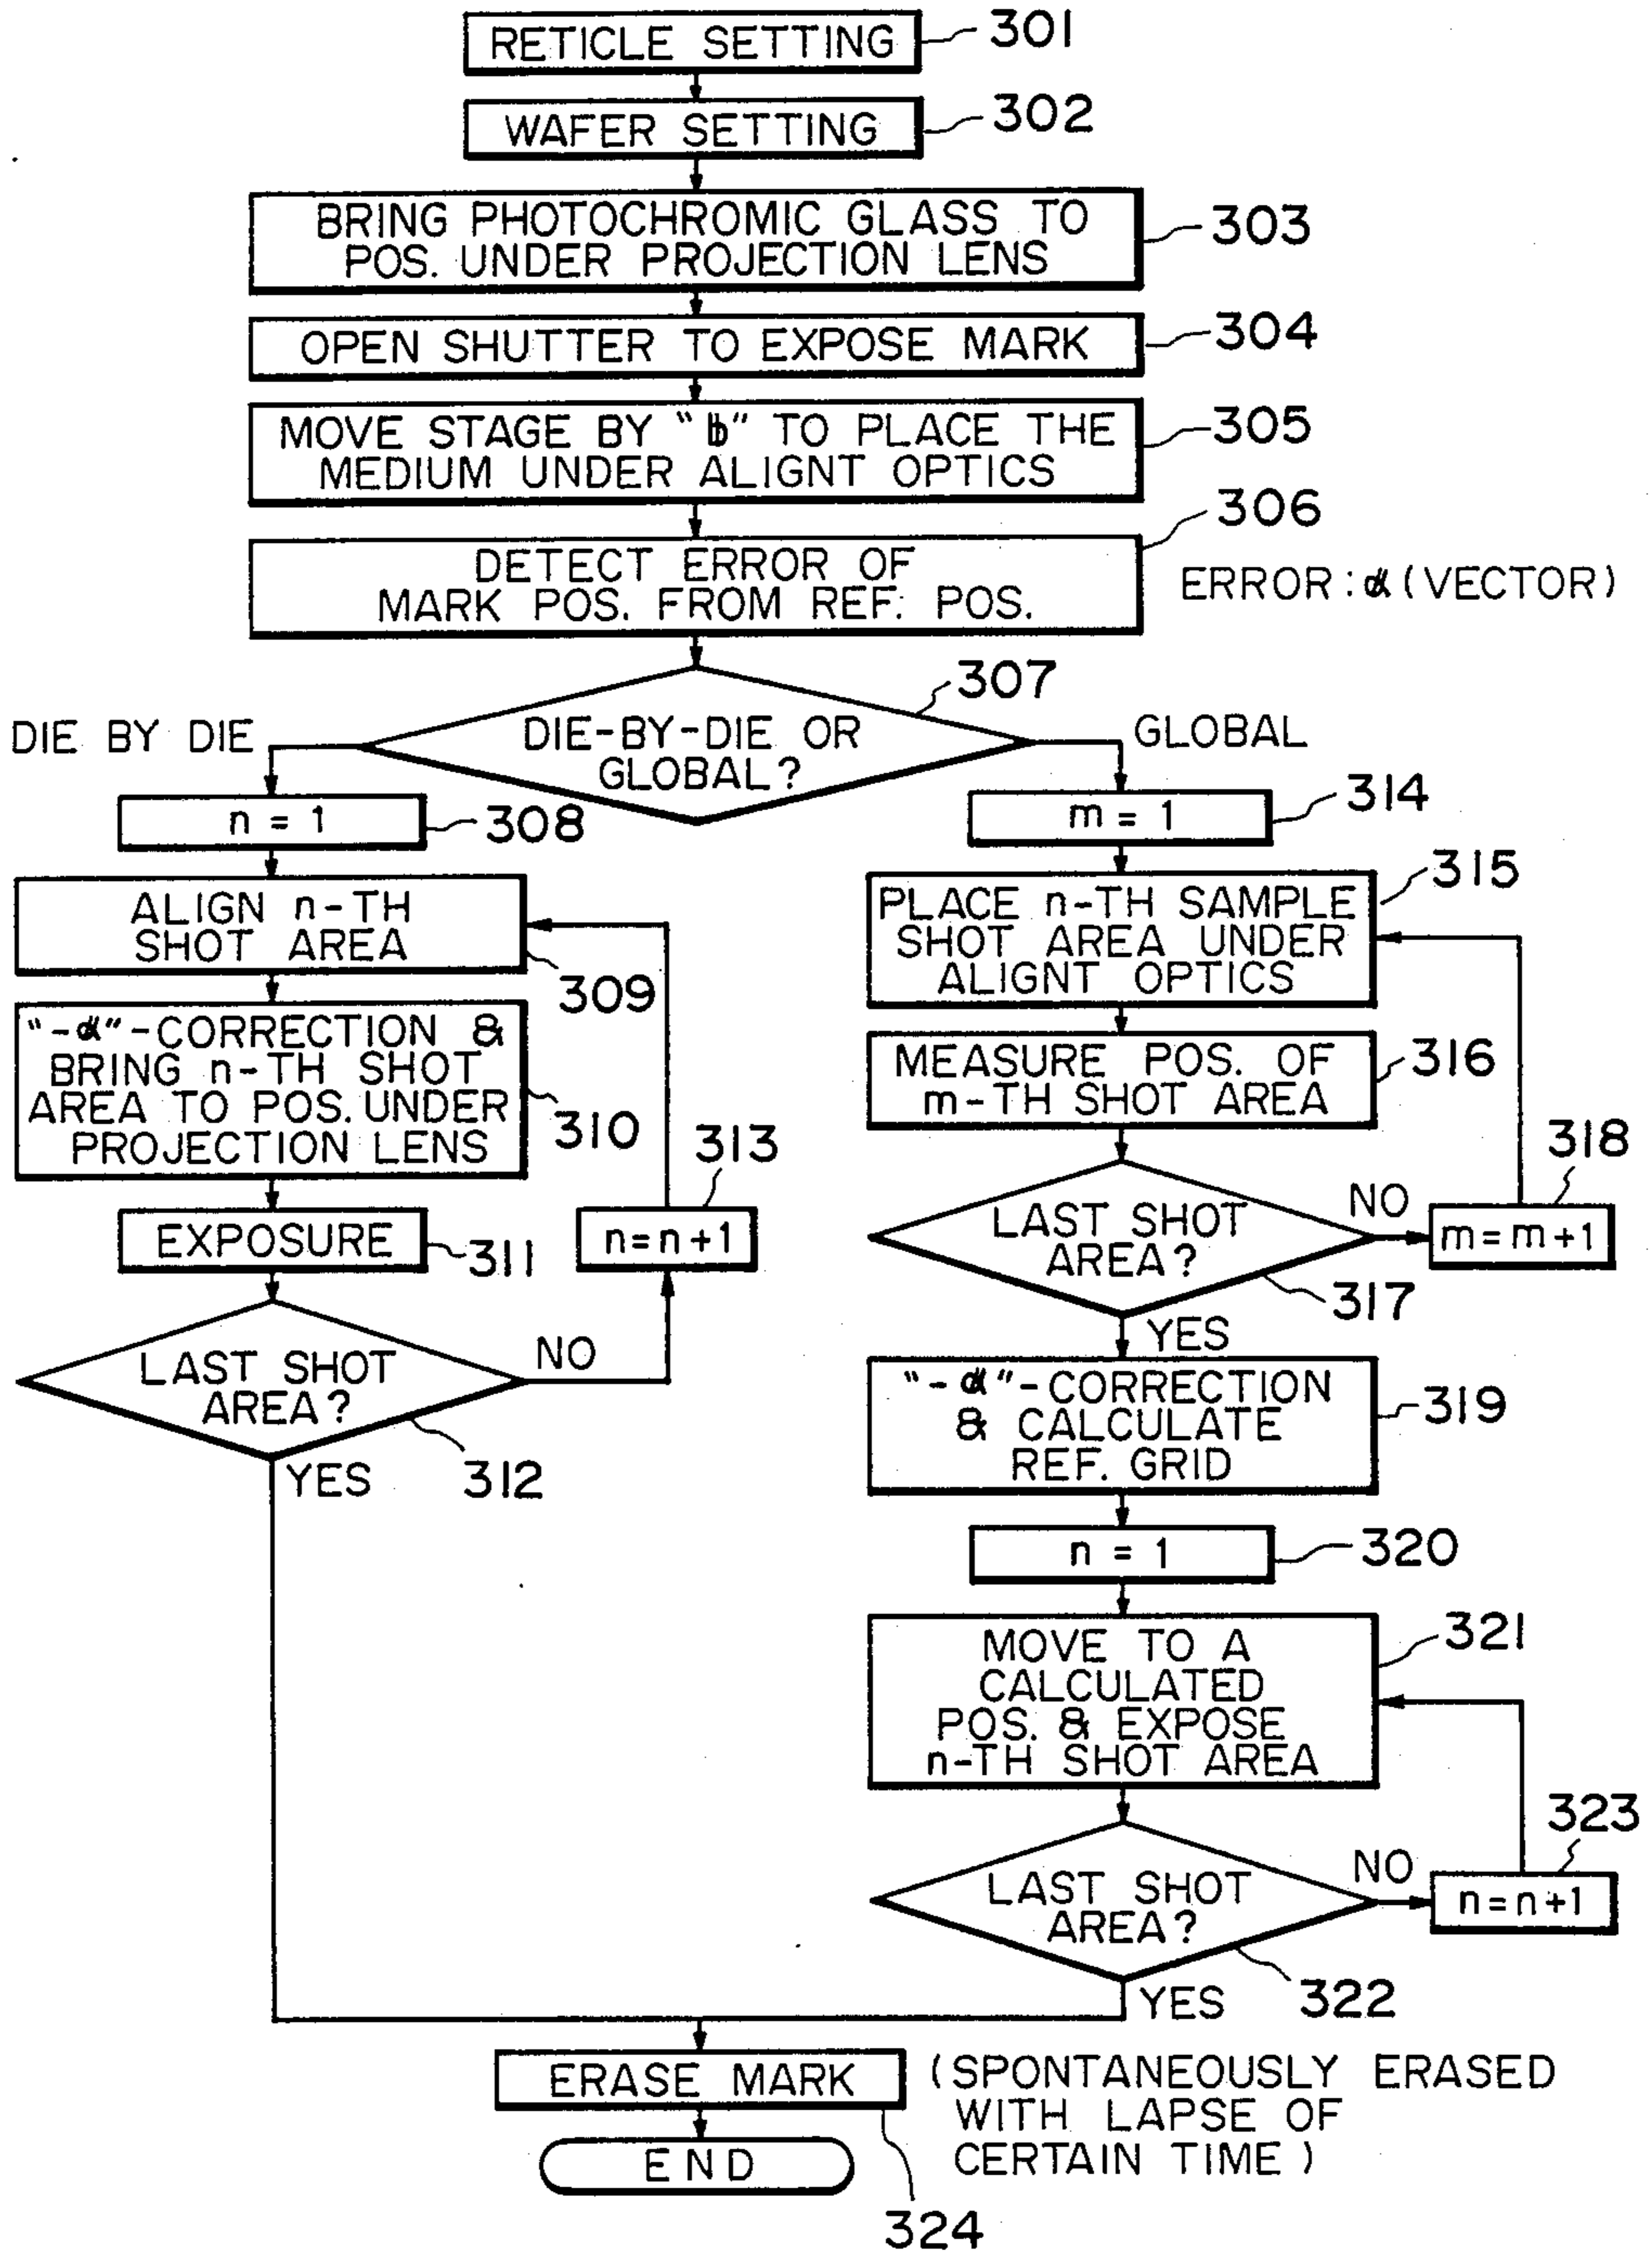 RETICLE SETTING
301
WAFER SETTING
302
BRING PHOTOCHROMIC GLASS TO
POS. UNDER PROJECTION LENS
303
OPEN SHUTTER TO EXPOSE MARK
304
MOVE STAGE BY "b" TO PLACE THE
MEDIUM UNDER ALIGNT OPTICS
305
306
DETECT ERROR OF
MARK POS. FROM REF. POS.
ERROR : α (VECTOR)
307
DIE-BY-DIE OR
GLOBAL?
DIE BY DIE
GLOBAL
n = 1
308
ALIGN n-TH
SHOT AREA
309
"-α"-CORRECTION &
BRING n-TH SHOT
AREA TO POS. UNDER
PROJECTION LENS
310
EXPOSURE
311
313
n=n+1
LAST SHOT
AREA?
NO
312
YES
m = 1
314
315
PLACE n-TH SAMPLE
SHOT AREA UNDER
ALIGNT OPTICS
MEASURE POS. OF
m-TH SHOT AREA
316
LAST SHOT
AREA?
NO
318
m=m+1
317
YES
"-α"-CORRECTION
& CALCULATE
REF. GRID
319
n = 1
320
321
MOVE TO A
CALCULATED
POS. & EXPOSE
n-TH SHOT AREA
323
LAST SHOT
AREA?
NO
n=n+1
322
YES
ERASE MARK
(SPONTANEOUSLY ERASED
WITH LAPSE OF
CERTAIN TIME)
END
324